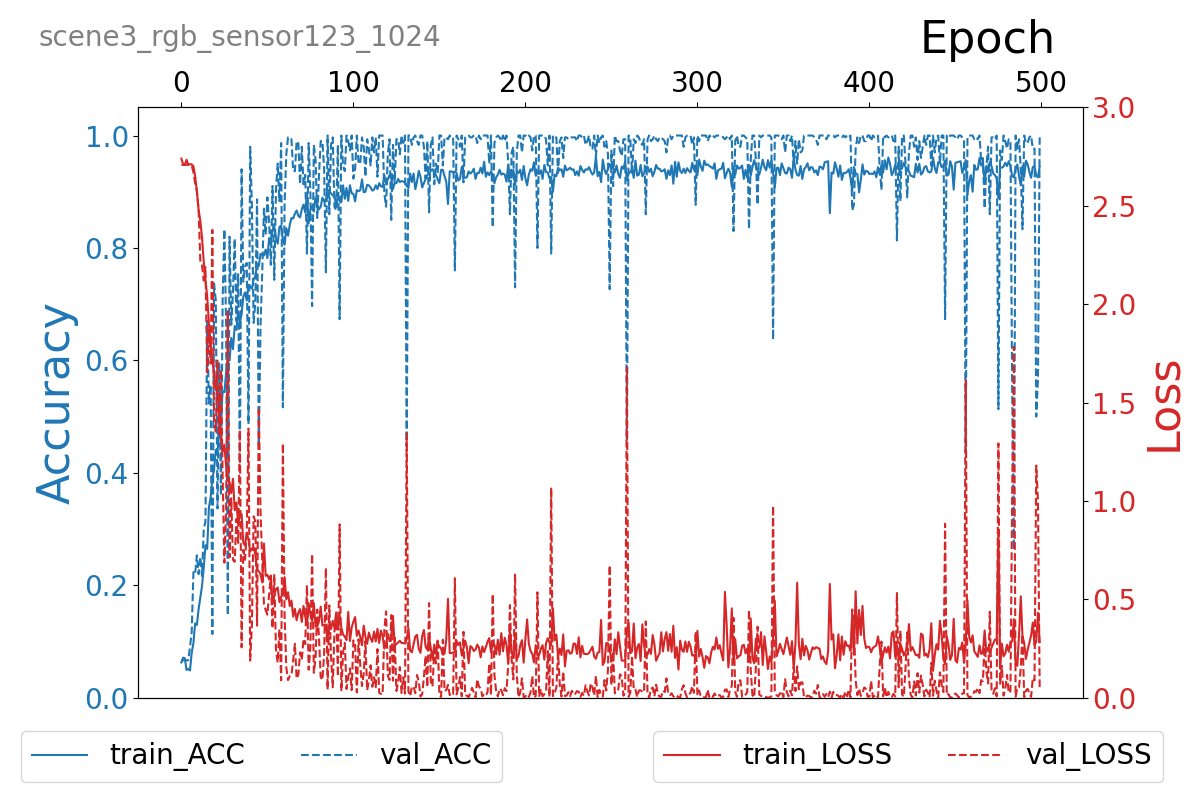 scene3_rgb_sensor123_1024
Epoch
0 100 200 300 400 500
Accuracy
1.0
0.8
0.6
0.4
0.2
0.0
Loss
3.0
2.5
2.0
1.5
1.0
0.5
0.0
train_ACC val_ACC
train_LOSS val_LOSS